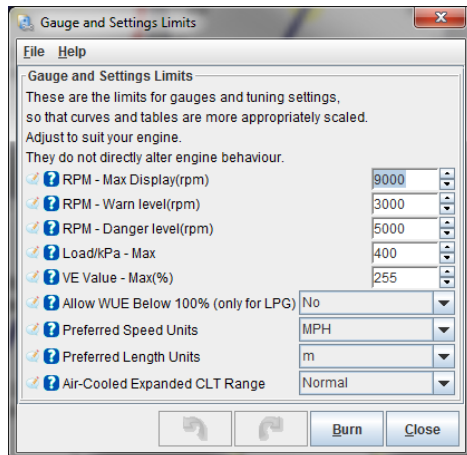 Gauge and Settings Limits
File Help
Gauge and Settings Limits
These are the limits for gauges and tuning settings,
so that curves and tables are more appropriately scaled.
Adjust to suit your engine.
They do not directly alter engine behaviour.
RPM - Max Display(rpm) 9000
RPM - Warn level(rpm) 3000
RPM - Danger level(rpm) 5000
Load/kPa - Max 400
VE Value - Max(%) 255
Allow WUE Below 100% (only for LPG) No
Preferred Speed Units MPH
Preferred Length Units m
Air-Cooled Expanded CLT Range Normal
Burn Close